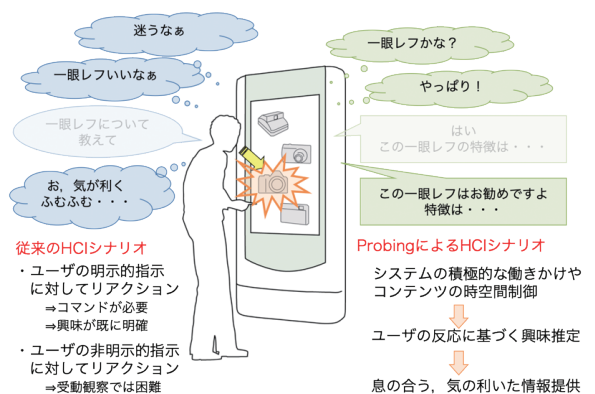 迷うなぁ
一眼レフいいなぁ
一眼レフについて
教えて
お，気が利く
ふむふむ・・・
一眼レフかな？
やっぱり！
はい
この一眼レフの特徴は・・・
この一眼レフはお勧めですよ
特徴は・・・
従来のHCIシナリオ
・ユーザの明示的指示
に対してリアクション
⇒コマンドが必要
⇒興味が既に明確
・ユーザの非明示的指示
に対してリアクション
⇒受動観察では困難
ProbingによるHCIシナリオ
システムの積極的な働きかけや
コンテンツの時空間制御
ユーザの反応に基づく興味推定
息の合う，気の利いた情報提供